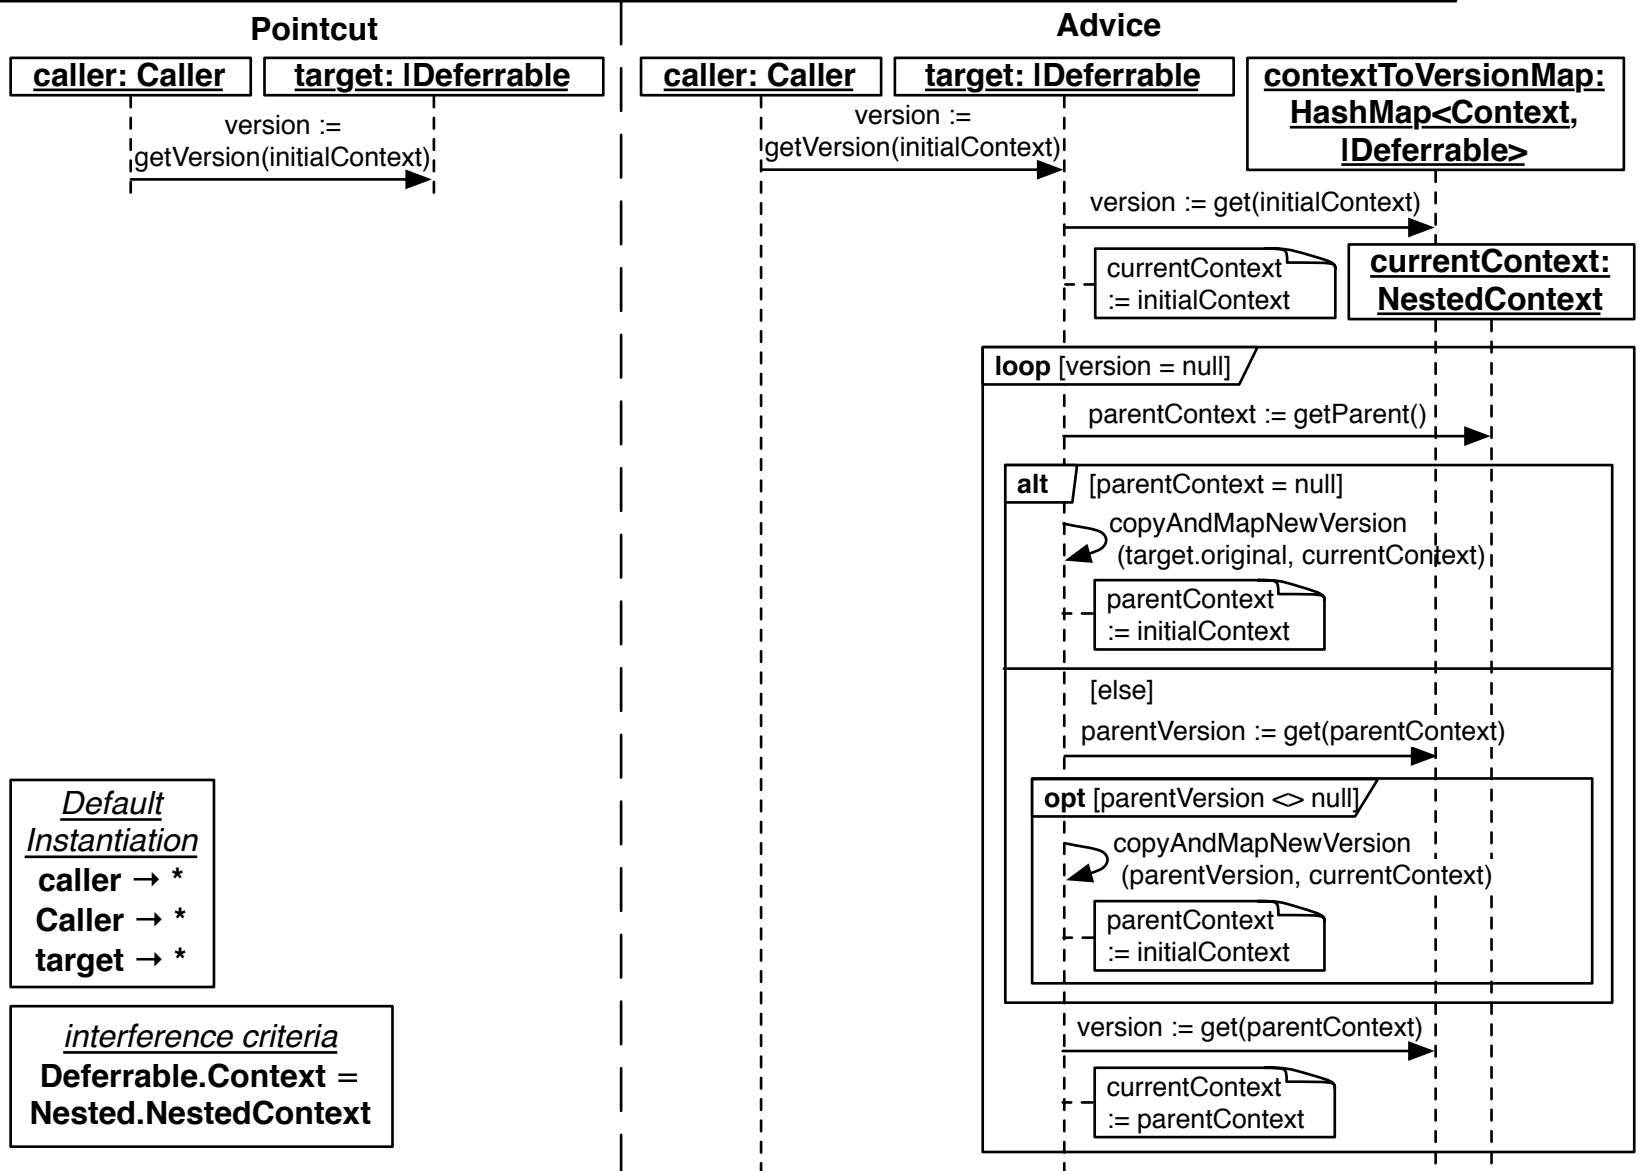 Pointcut
Advice
caller: Caller
target: IDeferrable
caller: Caller
target: IDeferrable
contextToVersionMap:
HashMap<Context,
IDeferrable>
version :=
getVersion(initialContext)
version :=
getVersion(initialContext)
version := get(initialContext)
currentContext
:= initialContext
currentContext:
NestedContext
loop [version = null]
parentContext := getParent()
alt [parentContext = null]
copyAndMapNewVersion
(target.original, currentContext)
parentContext
:= initialContext
[else]
parentVersion := get(parentContext)
opt [parentVersion <> null]
copyAndMapNewVersion
(parentVersion, currentContext)
parentContext
:= initialContext
version := get(parentContext)
currentContext
:= parentContext
Default
Instantiation
caller → *
Caller → *
target → *
interference criteria
Deferrable.Context =
Nested.NestedContext